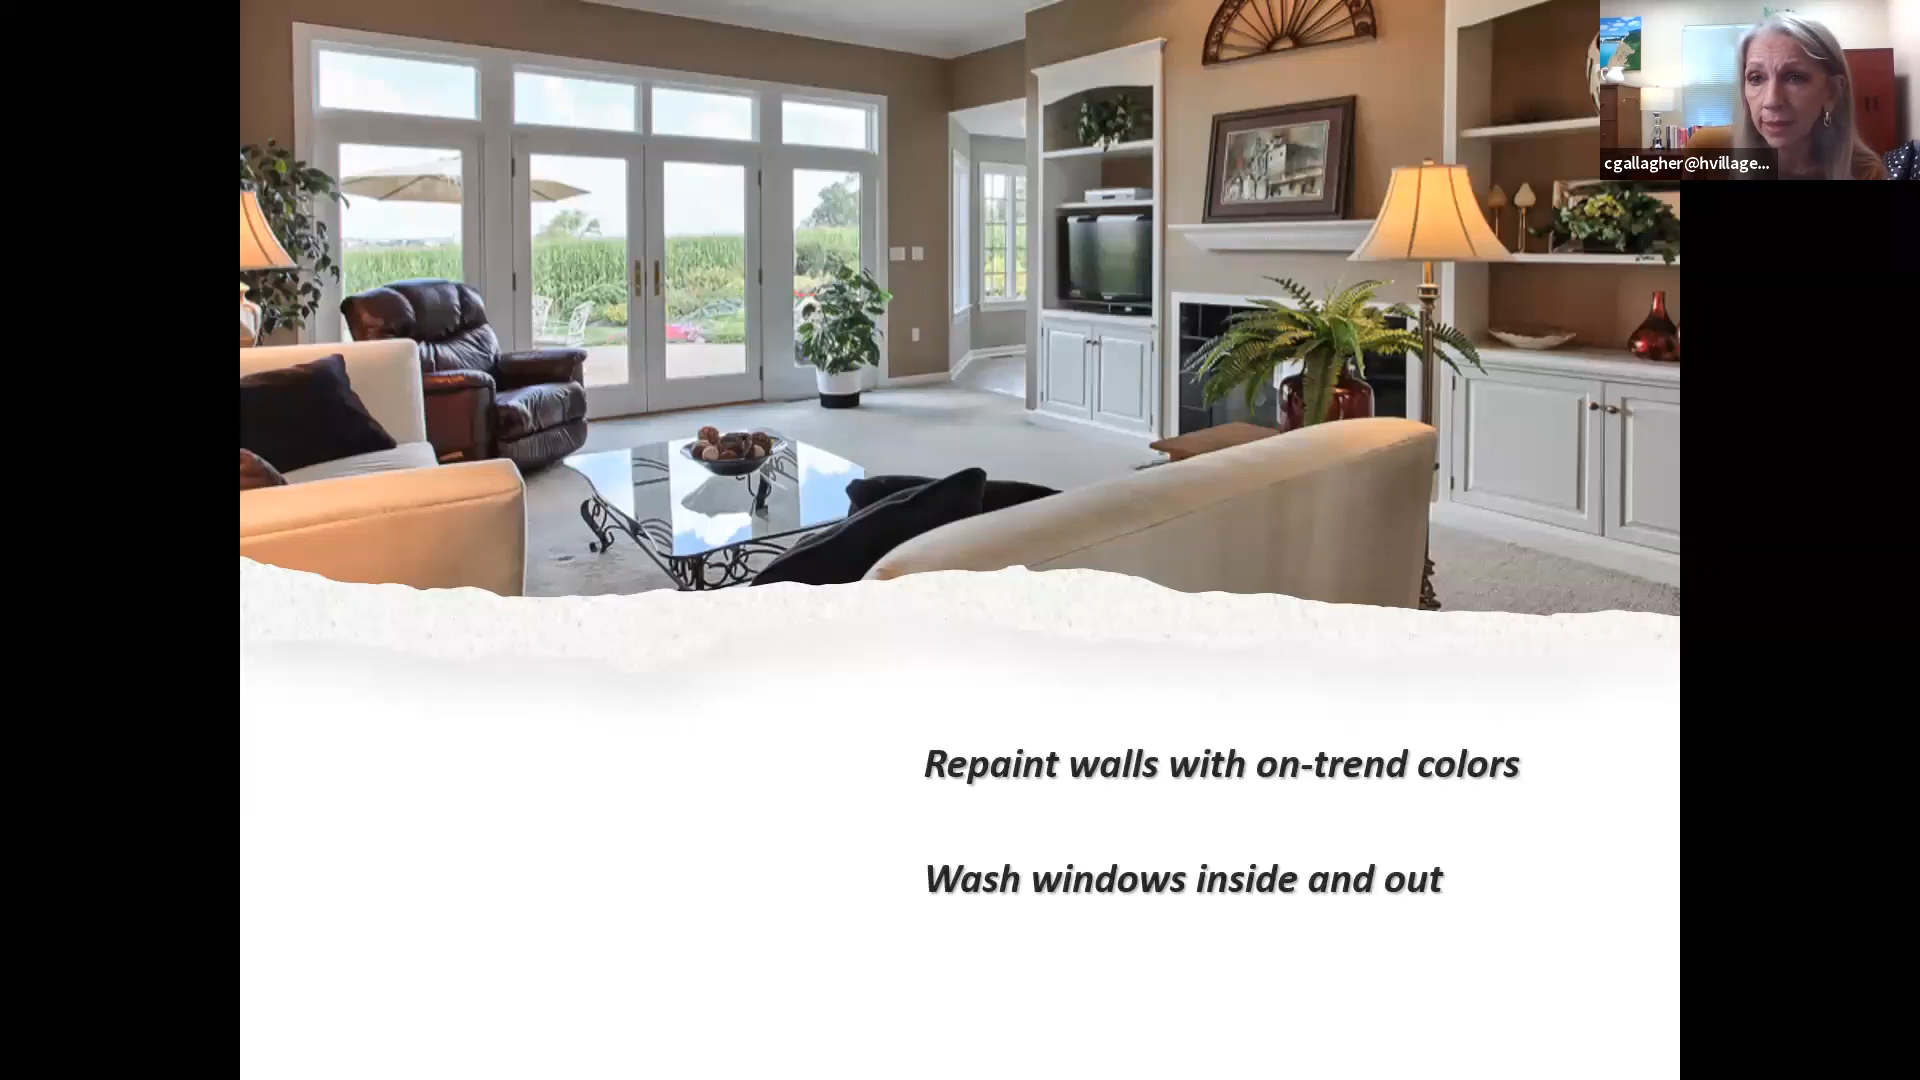 cgallagher@hvillage...
Repaint walls with on-trend colors
Wash windows inside and out